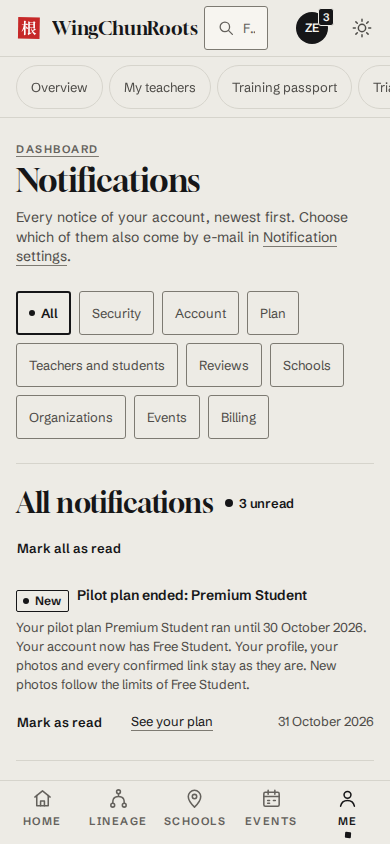 根 WingChunRoots F.. ZE 3
Overview My teachers Training passport Tria
DASHBOARD
Notifications
Every notice of your account, newest first. Choose
which of them also come by e-mail in Notification
settings.
All Security Account Plan
Teachers and students Reviews Schools
Organizations Events Billing
All notifications 3 unread
Mark all as read
New Pilot plan ended: Premium Student
Your pilot plan Premium Student ran until 30 October 2026.
Your account now has Free Student. Your profile, your
photos and every confirmed link stay as they are. New
photos follow the limits of Free Student.
Mark as read See your plan 31 October 2026
HOME LINEAGE SCHOOLS EVENTS ME